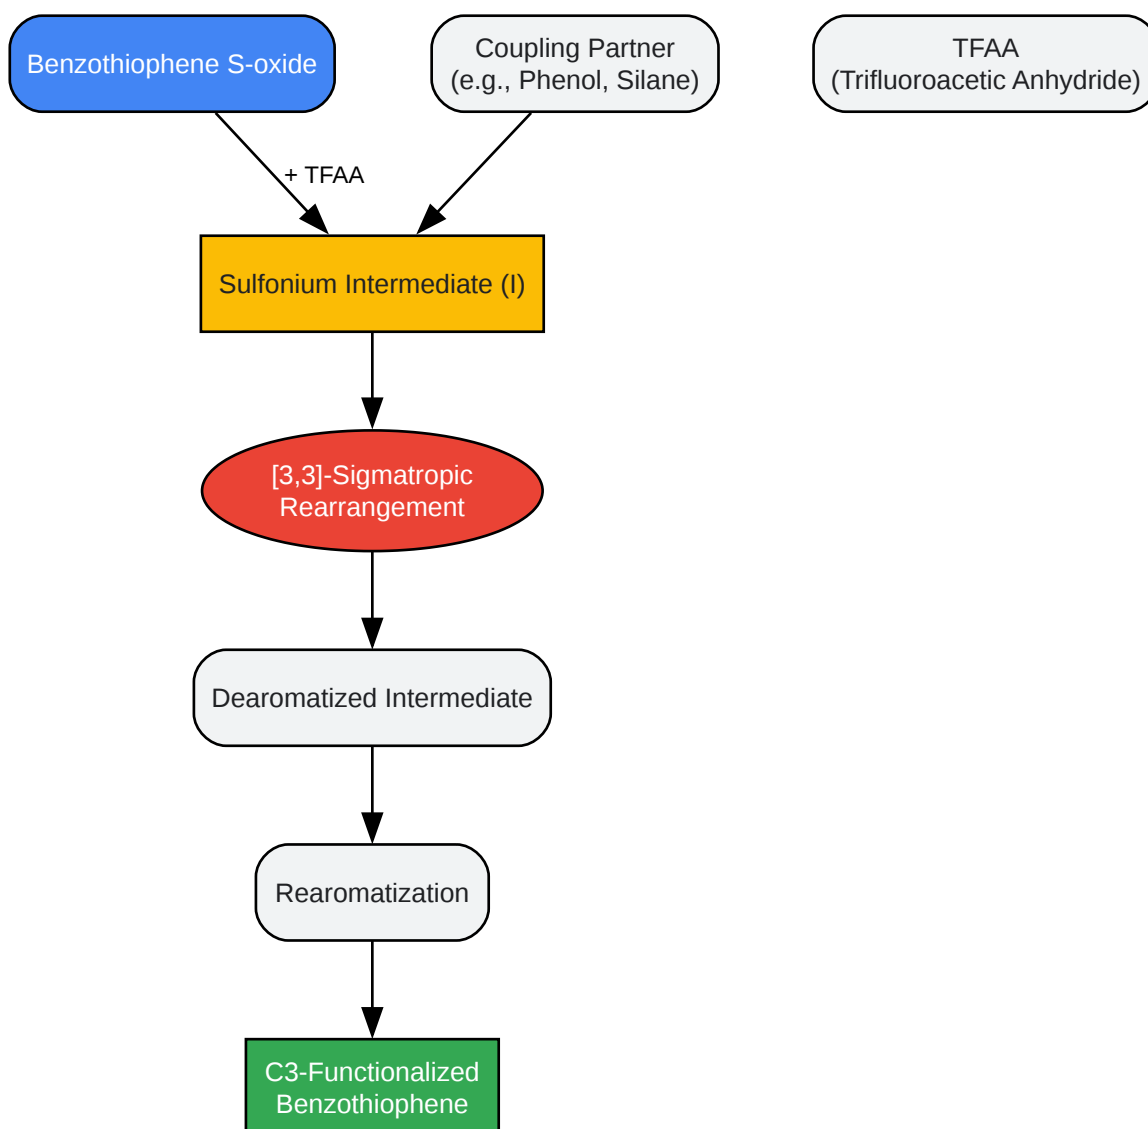 Benzothiophene S-oxide
Coupling Partner
(e.g., Phenol, Silane)
TFAA
(Trifluoroacetic Anhydride)
+ TFAA
Sulfonium Intermediate (I)
[3,3]-Sigmatropic
Rearrangement
Dearomatized Intermediate
Rearomatization
C3-Functionalized
Benzothiophene